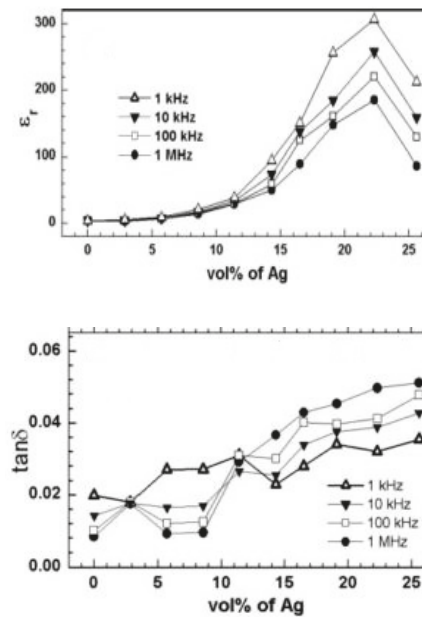 300
200
100
0
εr
1 kHz
10 kHz
100 kHz
1 MHz
0 5 10 15 20 25
vol% of Ag
0.06
0.04
0.02
0.00
tanδ
1 kHz
10 kHz
100 kHz
1 MHz
0 5 10 15 20 25
vol% of Ag